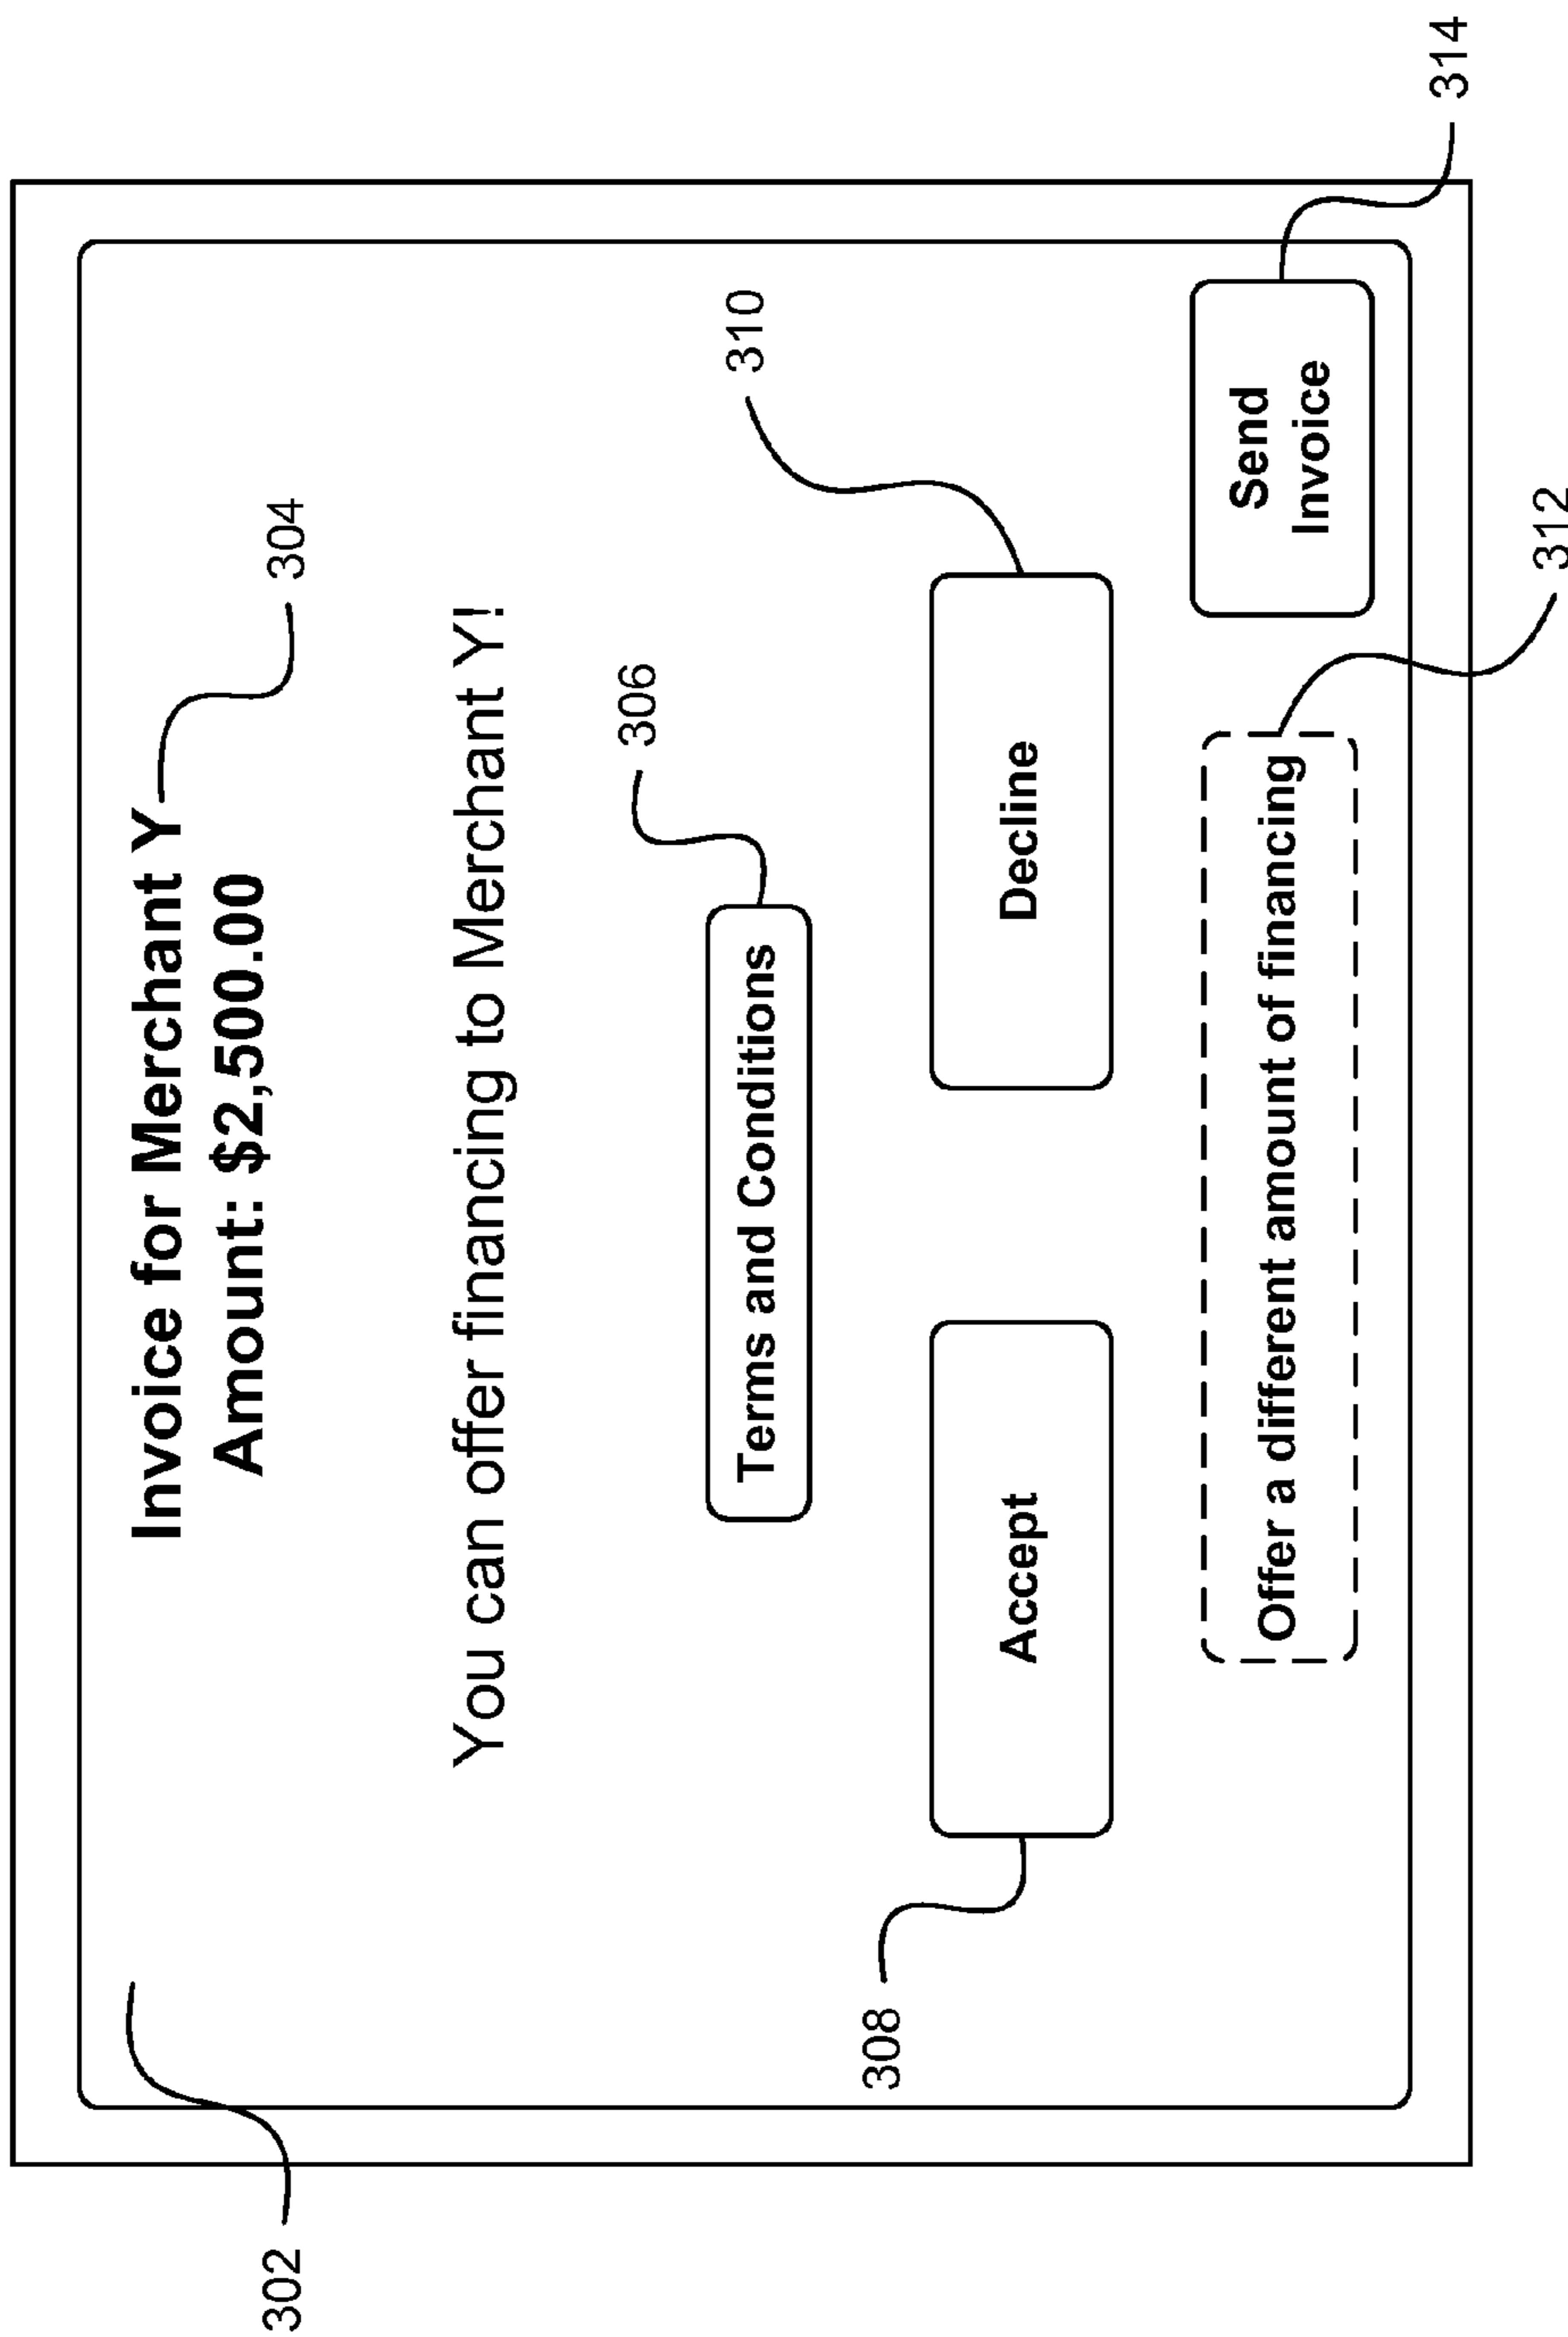 302
Invoice for Merchant Y
304
Amount: $2,500.00
You can offer financing to Merchant Y!
306
Terms and Conditions
310
308
Accept
Decline
Offer a different amount of financing
Send
Invoice
314
312